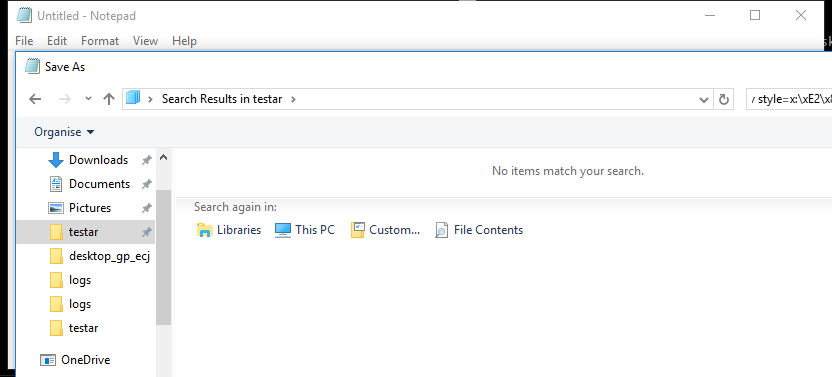 Untitled - Notepad
File Edit Format View Help
Save As
Search Results in testar
style=x:\xE2\x
Organise
Downloads
Documents
Pictures
testar
desktop_gp_ecj
logs
logs
testar
OneDrive
No items match your search.
Search again in:
Libraries This PC Custom... File Contents